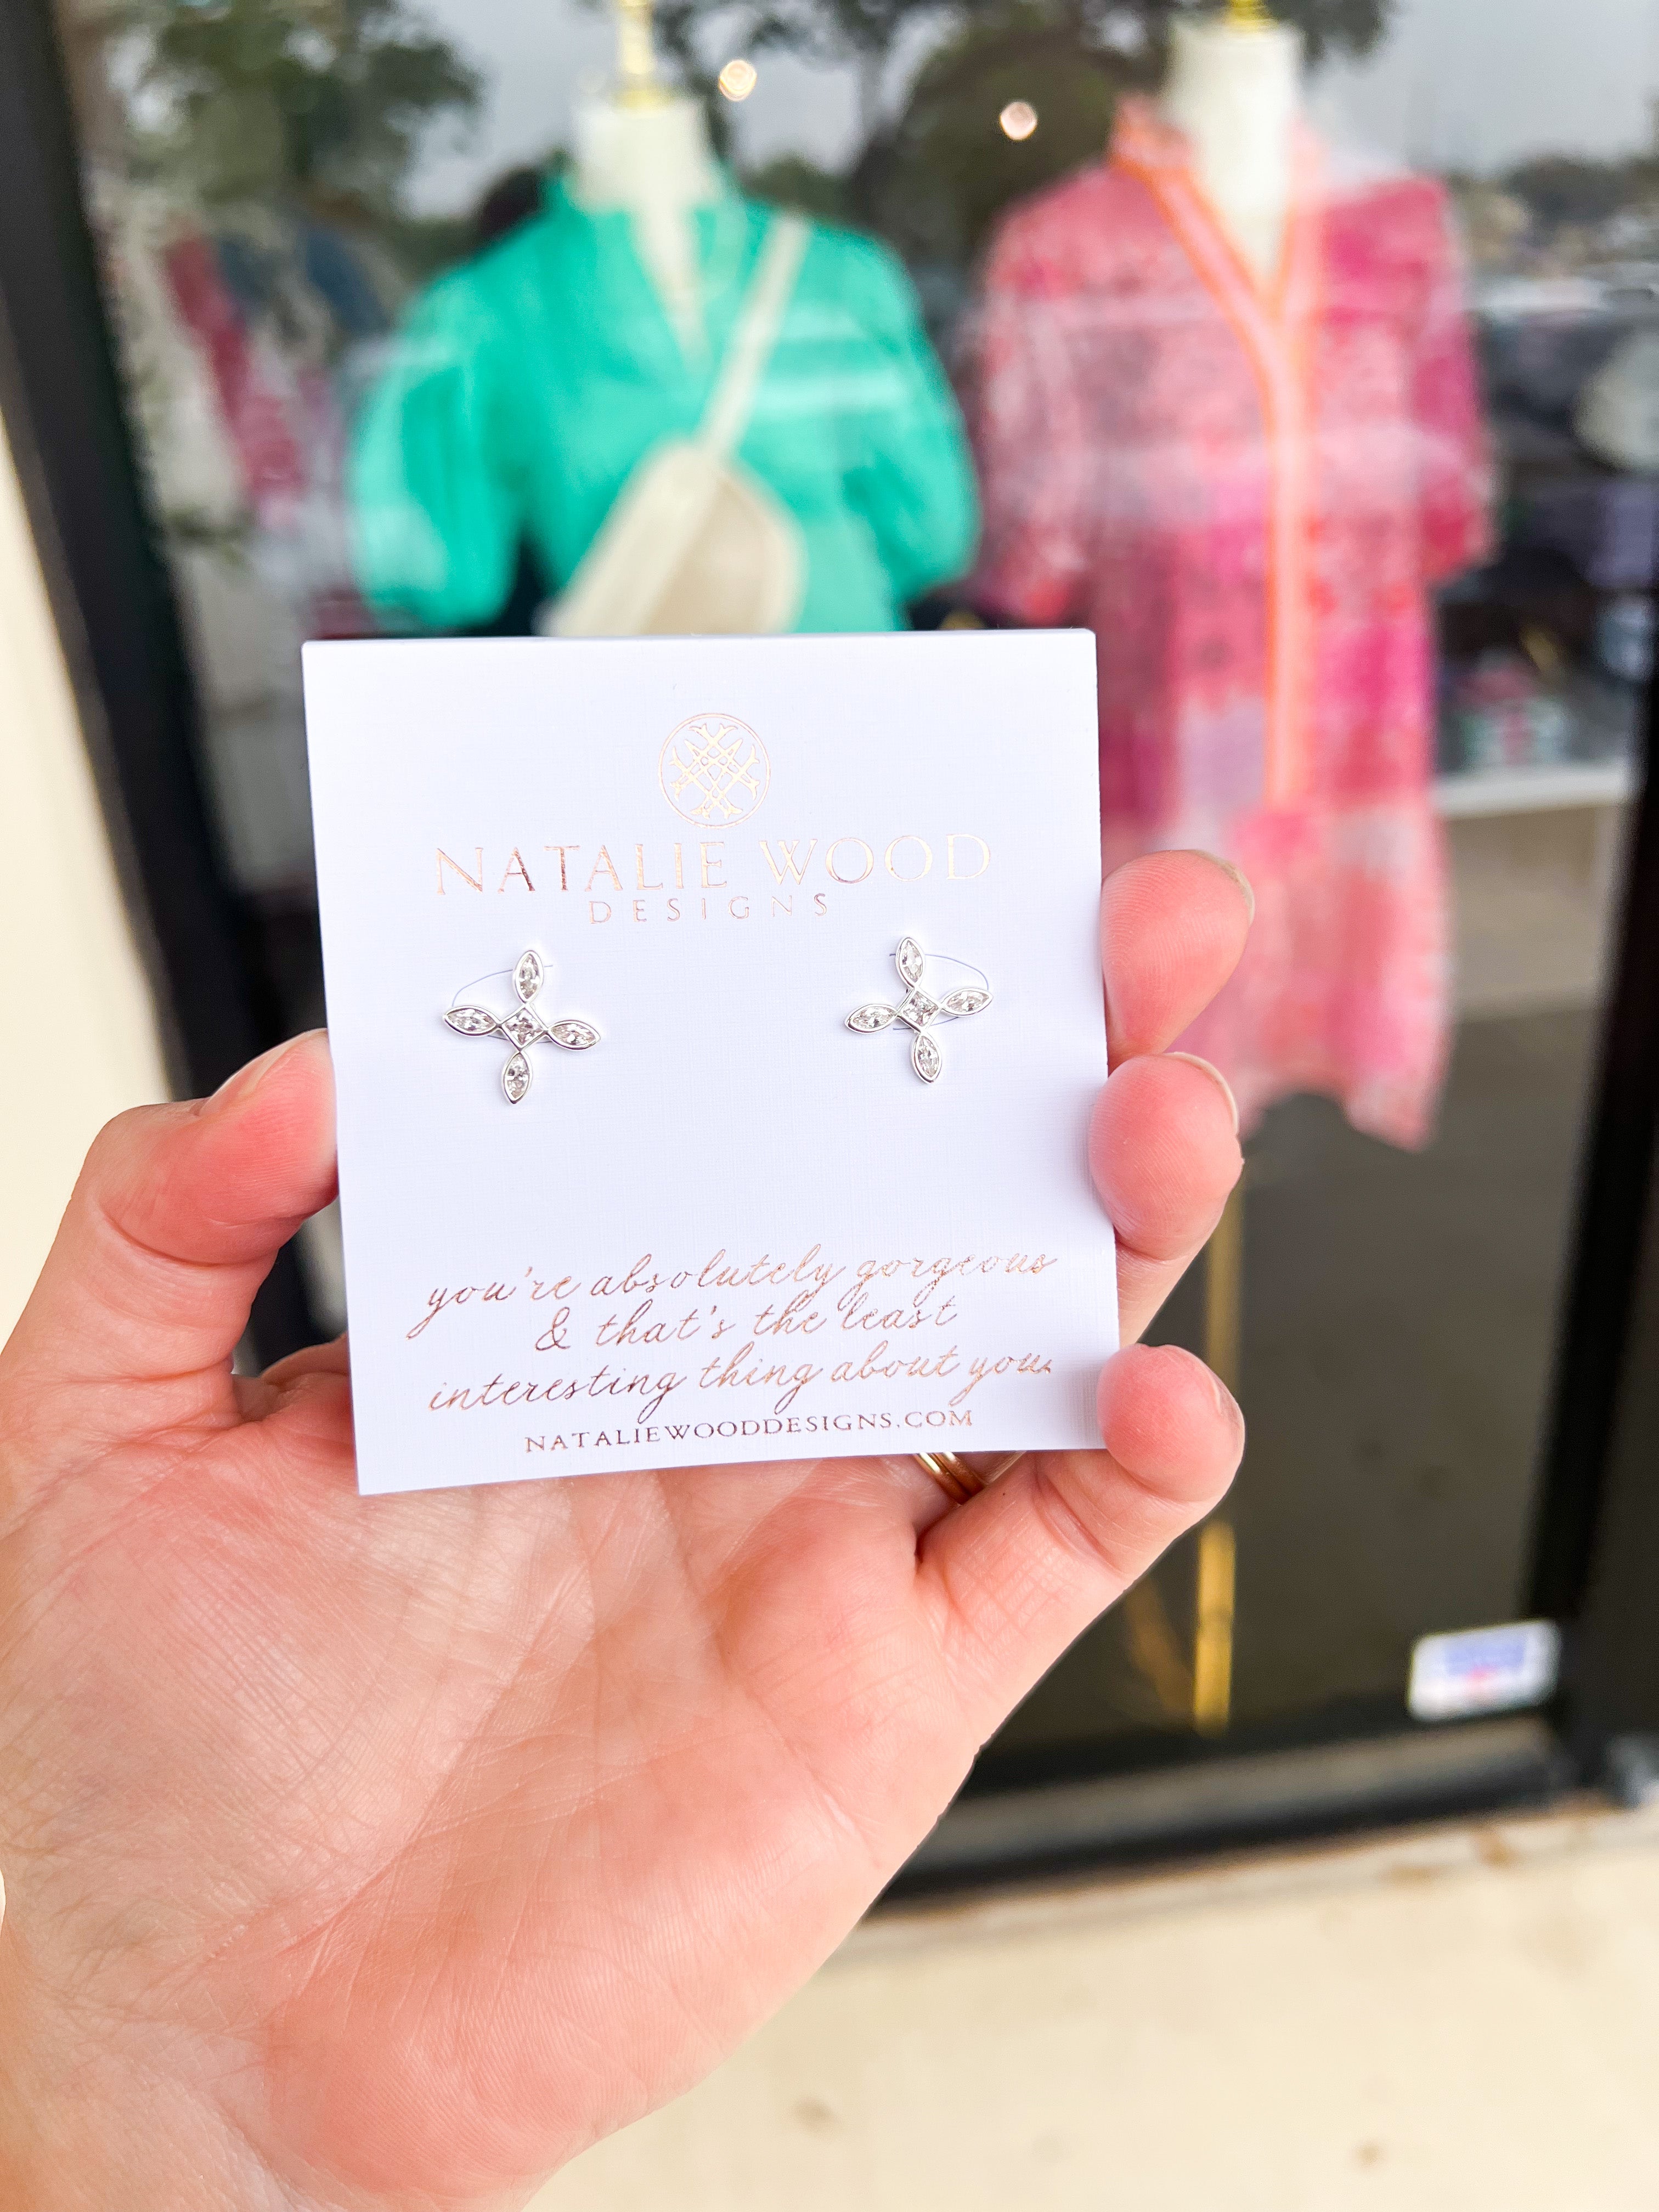 NATALIE WOOD
DESIGNS
you're absolutely gorgeous
& that's the least
interesting thing about you.
NATALIEWOODDESIGNS.COM